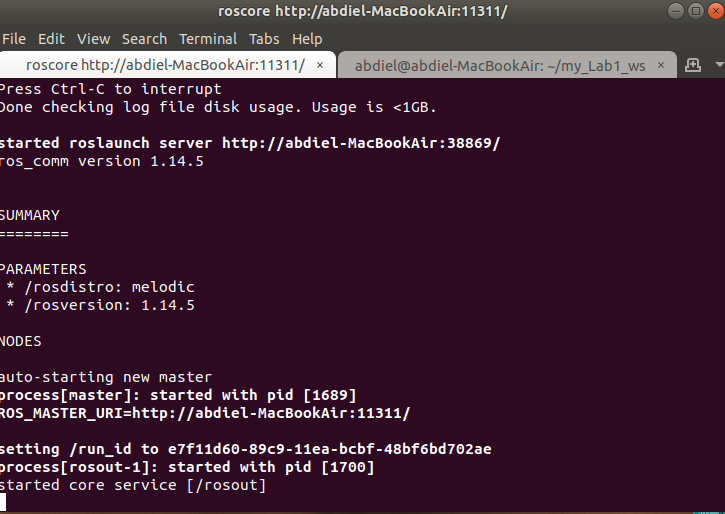 roscore http://abdiel-MacBookAir:11311/
File Edit View Search Terminal Tabs Help
roscore http://abdiel-MacBookAir:11311/ × abdiel@abdiel-MacBookAir: ~/my_Lab1_ws ×
Press Ctrl-C to interrupt
Done checking log file disk usage. Usage is <1GB.
started roslaunch server http://abdiel-MacBookAir:38869/
ros_comm version 1.14.5
SUMMARY
========
PARAMETERS
* /rosdistro: melodic
* /rosversion: 1.14.5
NODES
auto-starting new master
process[master]: started with pid [1689]
ROS_MASTER_URI=http://abdiel-MacBookAir:11311/
setting /run_id to e7f11d60-89c9-11ea-bcbf-48bf6bd702ae
process[rosout-1]: started with pid [1700]
started core service [/rosout]